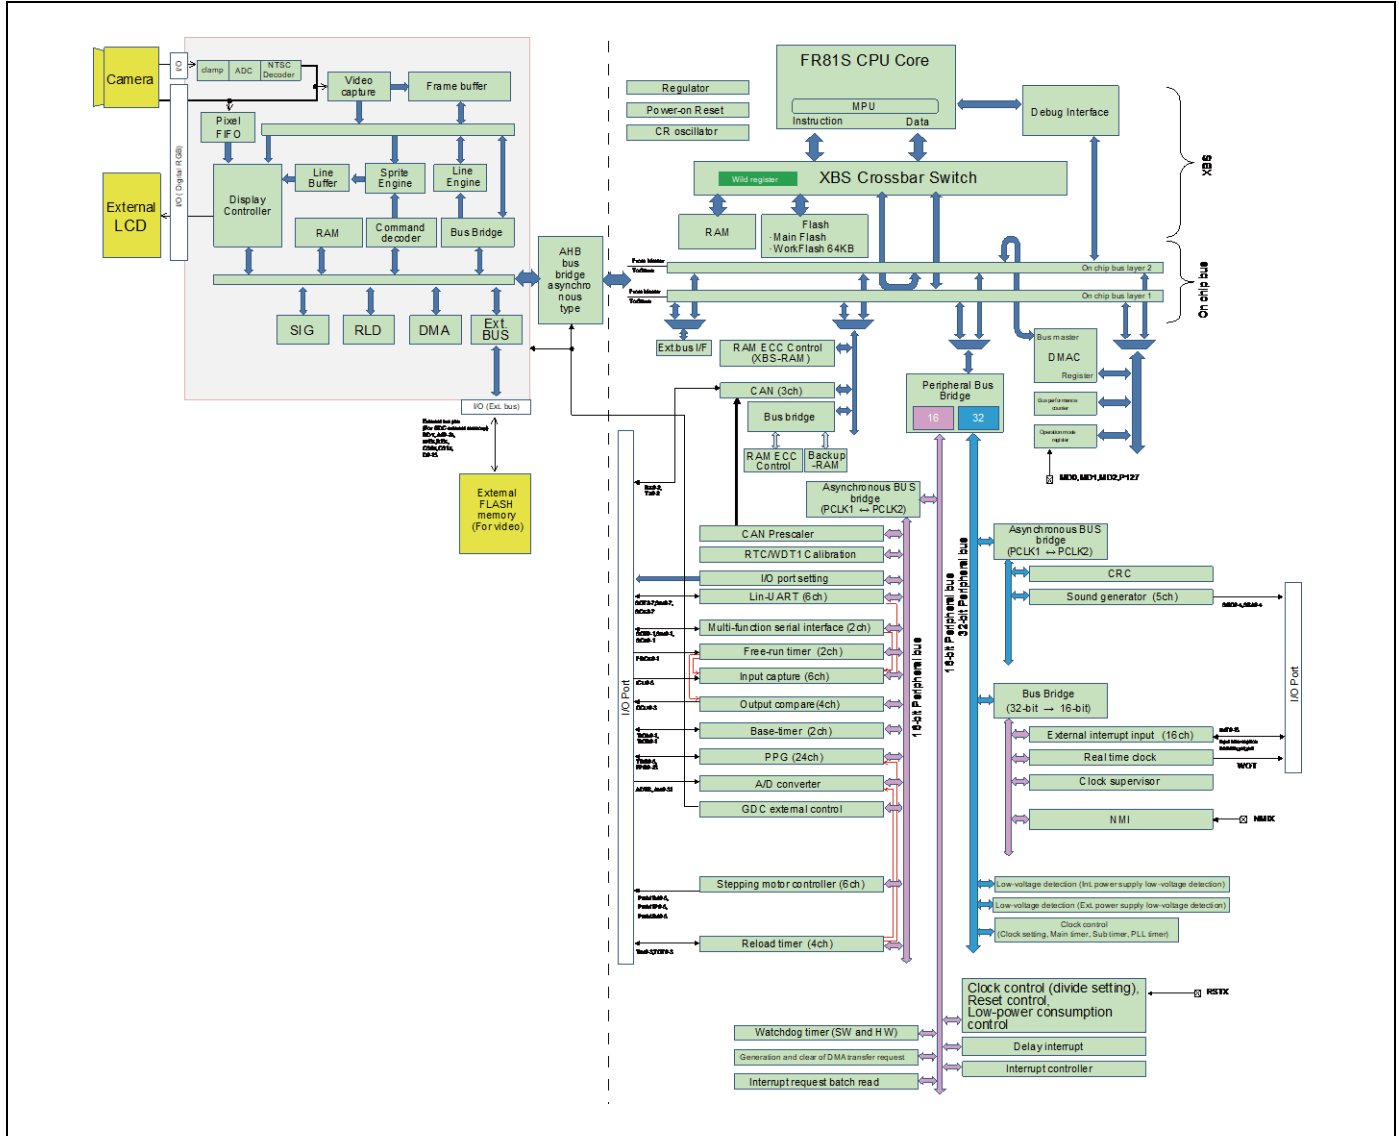 Camera
I/O
clamp
ADC
NTSC
Decoder
Video
capture
Frame buffer
Pixel
FIFO
I/O (Digital RGB)
External
LCD
Display
Controller
Line
Buffer
Sprite
Engine
Line
Engine
RAM
Command
decoder
Bus Bridge
SIG
RLD
DMA
Ext.
BUS
AHB
bus
bridge
asynchro
nous
type
I/O (Ext. bus)
External
FLASH
memory
(For video)
Regulator
Power-on Reset
CR oscillator
FR81S CPU Core
MPU
Instruction
Data
Debug Interface
XBS
Wild register
XBS Crossbar Switch
RAM
Flash
·Main Flash
·WorkFlash 64KB
On chip bus
On chip bus layer 2
On chip bus layer 1
Ext.bus I/F
RAM ECC Control
(XBS-RAM)
CAN (3ch)
Bus bridge
RAM ECC
Control
Backup
-RAM
Peripheral Bus
Bridge
16
32
Bus master
DMAC
Register
Bus performance
counter
Operation mode
register
MD0,MD1,MD2,P127
Asynchronous BUS
bridge
(PCLK1 ↔ PCLK2)
CAN Prescaler
RTC/WDT1 Calibration
I/O port setting
Lin-UART (6ch)
Multi-function serial interface (2ch)
Free-run timer (2ch)
Input capture (6ch)
Output compare(4ch)
Base-timer (2ch)
PPG (24ch)
A/D converter
GDC external control
Stepping motor controller (6ch)
Reload timer (4ch)
I/O Port
16-bit Peripheral bus
16-bit Peripheral bus
32-bit Peripheral bus
Asynchronous BUS
bridge
(PCLK1 ↔ PCLK2)
CRC
Sound generator (5ch)
Bus Bridge
(32-bit → 16-bit)
External interrupt input (16ch)
Real time clock
WOT
Clock supervisor
NMI
NMIX
I/O Port
Low-voltage detection (Int. power supply low-voltage detection)
Low-voltage detection (Ext. power supply low-voltage detection)
Clock control
(Clock setting, Main timer, Sub timer, PLL timer)
Clock control (divide setting),
Reset control,
Low-power consumption
control
RSTX
Watchdog timer (SW and HW)
Delay interrupt
Generation and clear of DMA transfer request
Interrupt controller
Interrupt request batch read